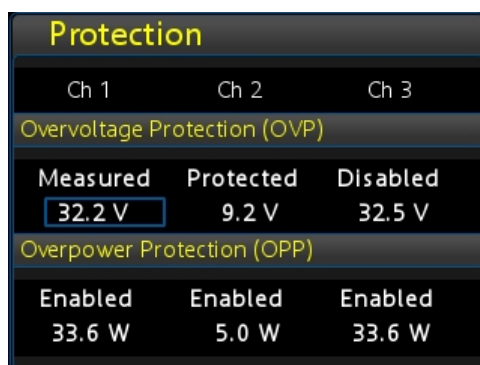 Protection
Ch 1 Ch 2 Ch 3
Overvoltage Protection (OVP)
Measured Protected Disabled
32.2 V 9.2 V 32.5 V
Overpower Protection (OPP)
Enabled Enabled Enabled
33.6 W 5.0 W 33.6 W